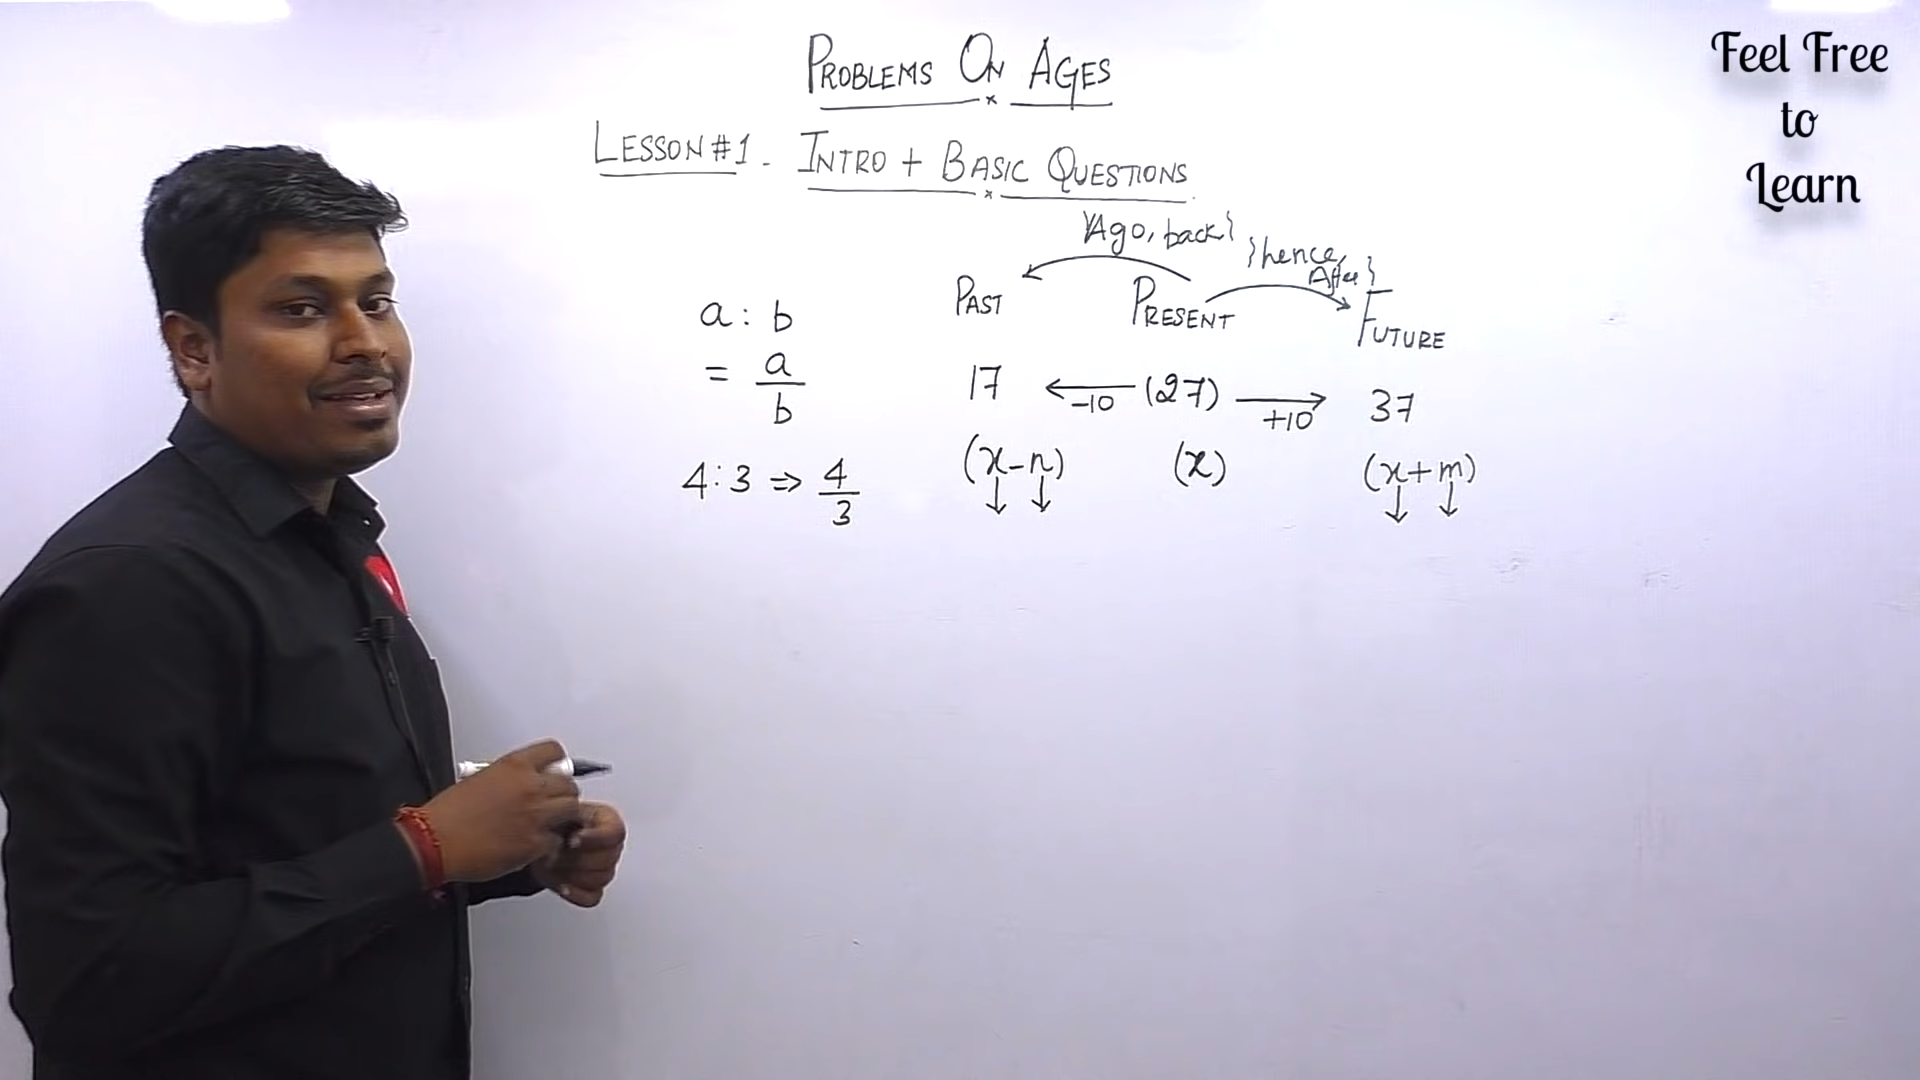 PROBLEMS ON AGES
LESSON #1 - INTRO + BASIC QUESTIONS
{Ago, back}
{hence, After}
PAST PRESENT FUTURE
17 ← -10 (27) → +10 37
(x-n) (x) (x+m)
a : b
= a/b
4:3 ⇒ 4/3
Feel Free
to
Learn